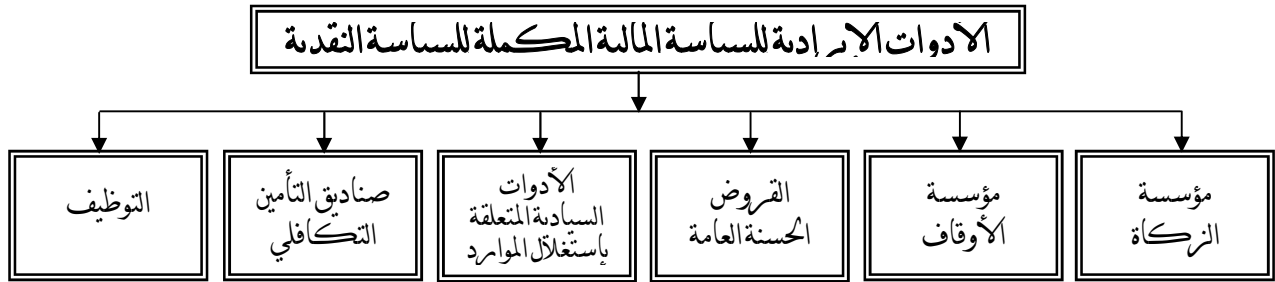 الأدوات الإيرادية للسياسة المالية المكملة للسياسة النقدية
مؤسسة
الزكاة
مؤسسة
الأوقاف
القروض
الحسنة العامة
الأدوات
السيادية المتعلقة
بإستغلال الموارد
صناديق التأمين
التكافلي
التوظيف